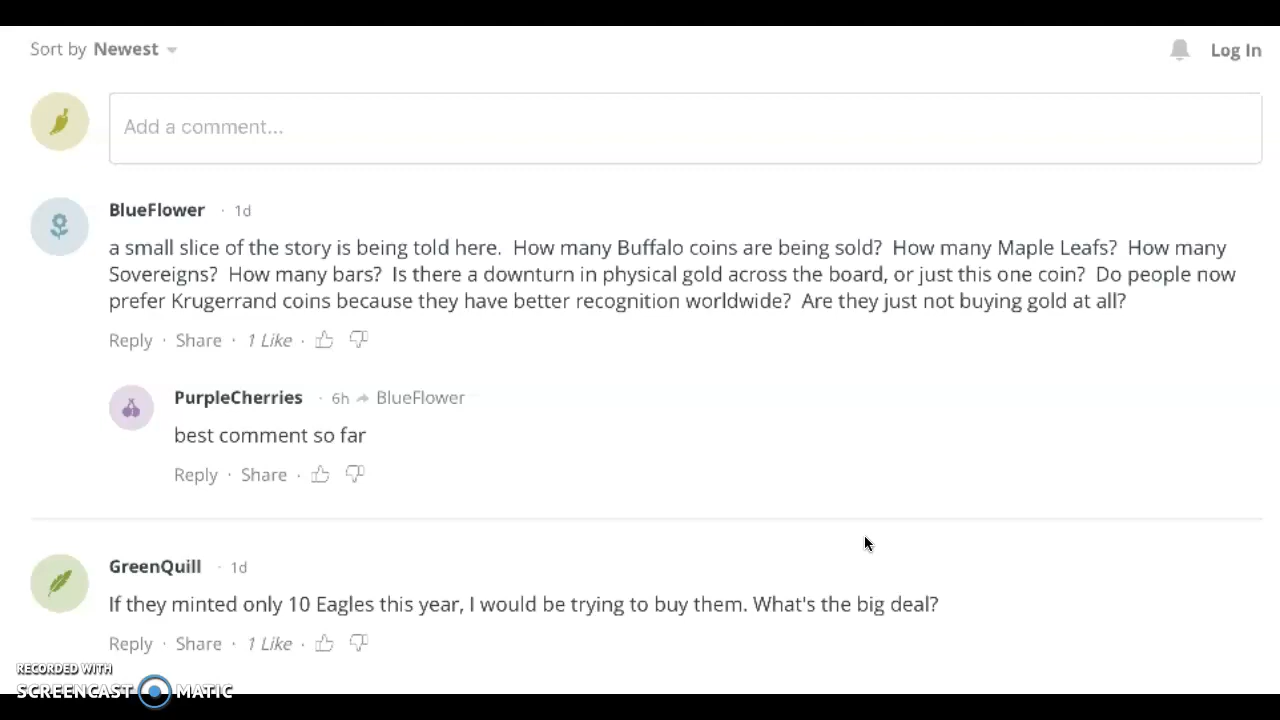 Sort by Newest
Log In
Add a comment...
BlueFlower · 1d
a small slice of the story is being told here.  How many Buffalo coins are being sold?  How many Maple Leafs?  How many
Sovereigns?  How many bars?  Is there a downturn in physical gold across the board, or just this one coin?  Do people now
prefer Krugerrand coins because they have better recognition worldwide?  Are they just not buying gold at all?
Reply · Share · 1 Like ·
PurpleCherries · 6h BlueFlower
best comment so far
Reply · Share ·
GreenQuill · 1d
If they minted only 10 Eagles this year, I would be trying to buy them. What's the big deal?
Reply · Share · 1 Like ·
RECORDED WITH
SCREENCAST MATIC